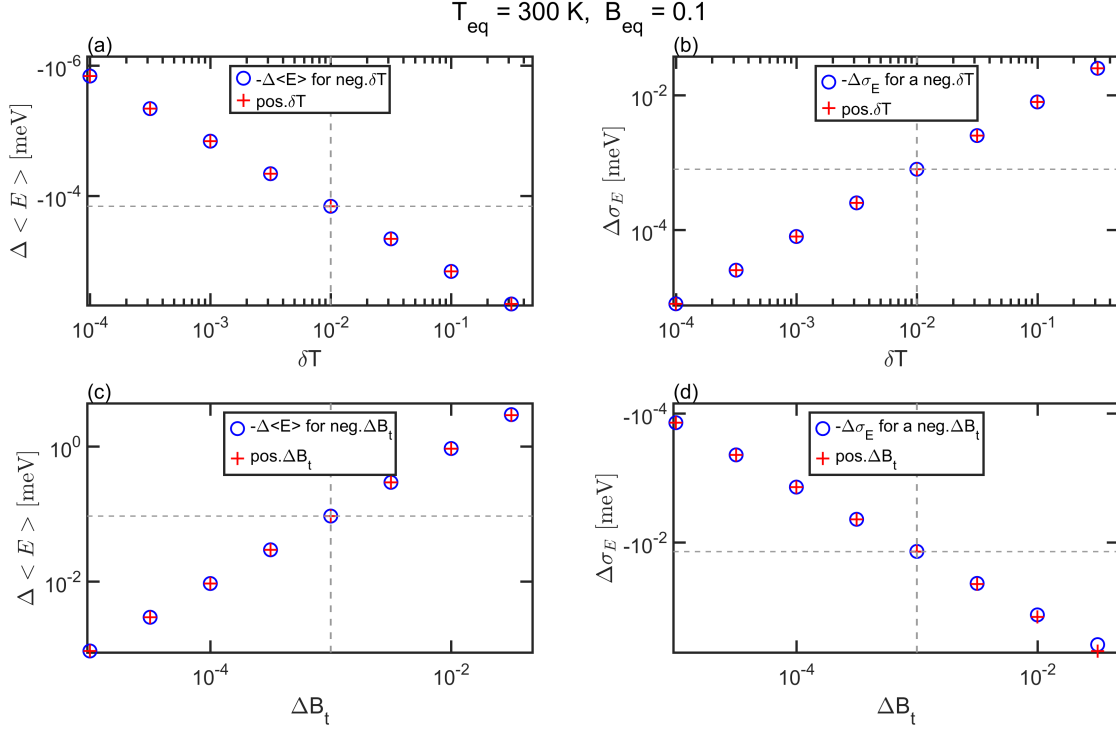 T_eq = 300 K, B_eq = 0.1
(a)
-10^-6
-10^-4
Δ < E > [meV]
-Δ<E> for neg.δT
pos.δT
10^-4 10^-3 10^-2 10^-1
δT
(b)
10^-2
10^-4
Δσ_E [meV]
-Δσ_E for a neg.δT
pos.δT
10^-4 10^-3 10^-2 10^-1
δT
(c)
10^0
10^-2
Δ < E > [meV]
-Δ<E> for neg.ΔB_t
pos.ΔB_t
10^-4 10^-2
ΔB_t
(d)
-10^-4
-10^-2
Δσ_E [meV]
-Δσ_E for a neg.ΔB_t
pos.ΔB_t
10^-4 10^-2
ΔB_t